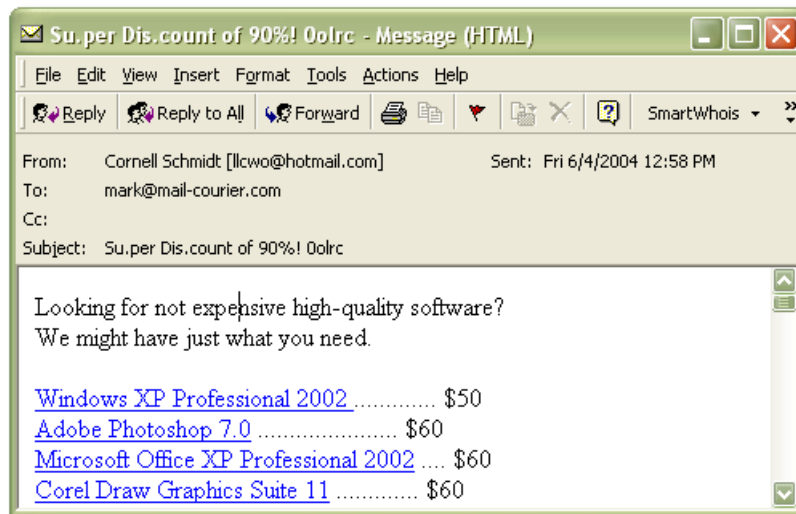 Su.per Dis.count of 90%! 0olrc - Message (HTML)
File Edit View Insert Format Tools Actions Help
Reply Reply to All Forward SmartWhois
From: Cornell Schmidt [llcwo@hotmail.com] Sent: Fri 6/4/2004 12:58 PM
To: mark@mail-courier.com
Cc:
Subject: Su.per Dis.count of 90%! 0olrc
Looking for not expensive high-quality software?
We might have just what you need.
Windows XP Professional 2002 ............. $50
Adobe Photoshop 7.0 ...................... $60
Microsoft Office XP Professional 2002 .... $60
Corel Draw Graphics Suite 11 ............. $60